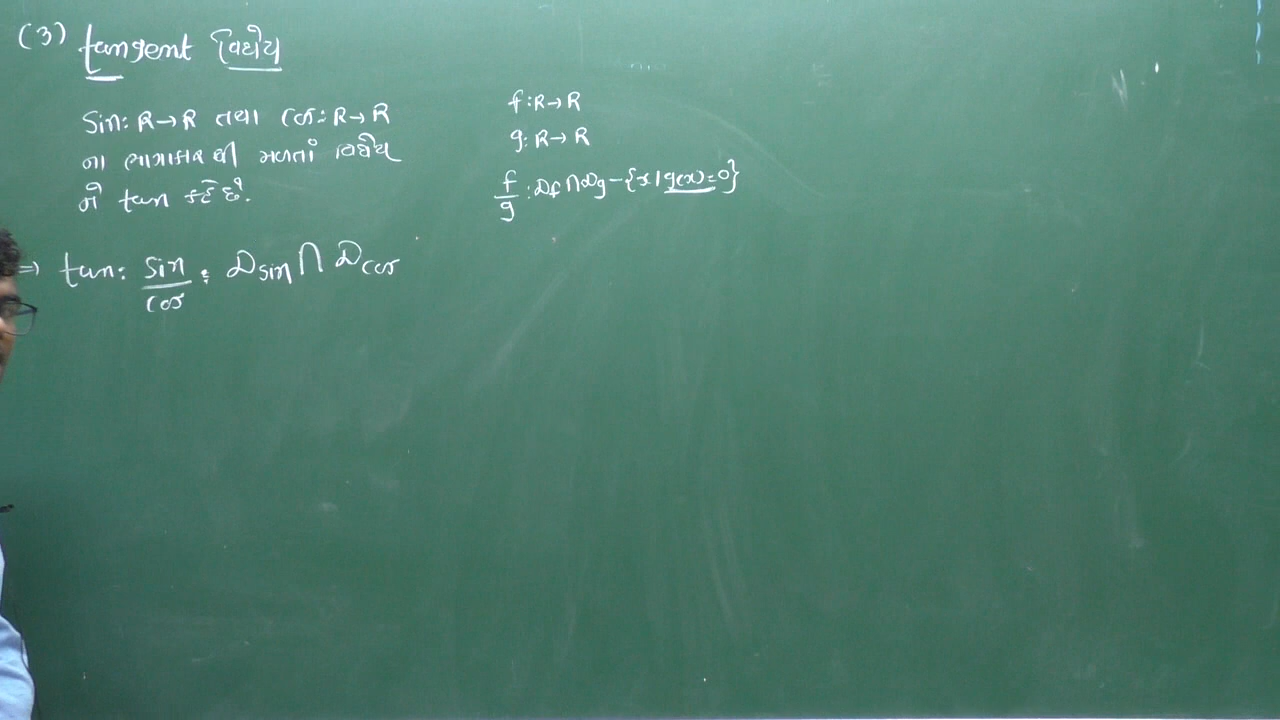 (3) tangent વિધેય
Sin: R→R તથા cos: R→R
ના ભાગાકાર થી મળતાં વિધેય
ને tan કહે છે.
⇒ tan: sin/cos : Dsin ∩ Dcos
f: R→R
g: R→R
f/g : Df ∩ Dg - {x | g(x) = 0}